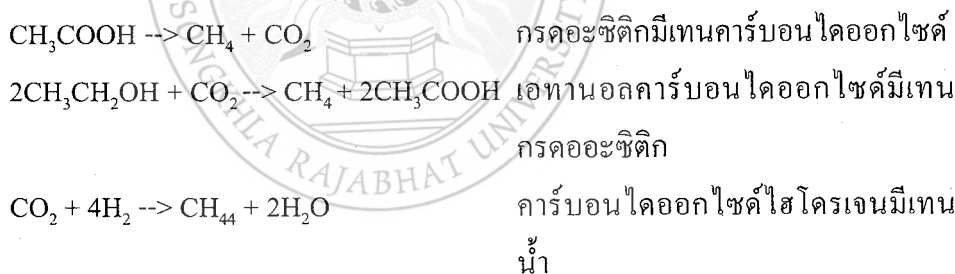 CH₃COOH --> CH₄ + CO₂ กรดอะซิติกมีเทนคาร์บอนไดออกไซด์
2CH₃CH₂OH + CO₂ --> CH₄ + 2CH₃COOH เอทานอลคาร์บอนไดออกไซด์มีเทน
กรดออะซิติก
CO₂ + 4H₂ --> CH₄₄ + 2H₂O คาร์บอนไดออกไซด์ไฮโดรเจนมีเทน
น้ำ
SONGKHLA RAJABHAT UNIVERS